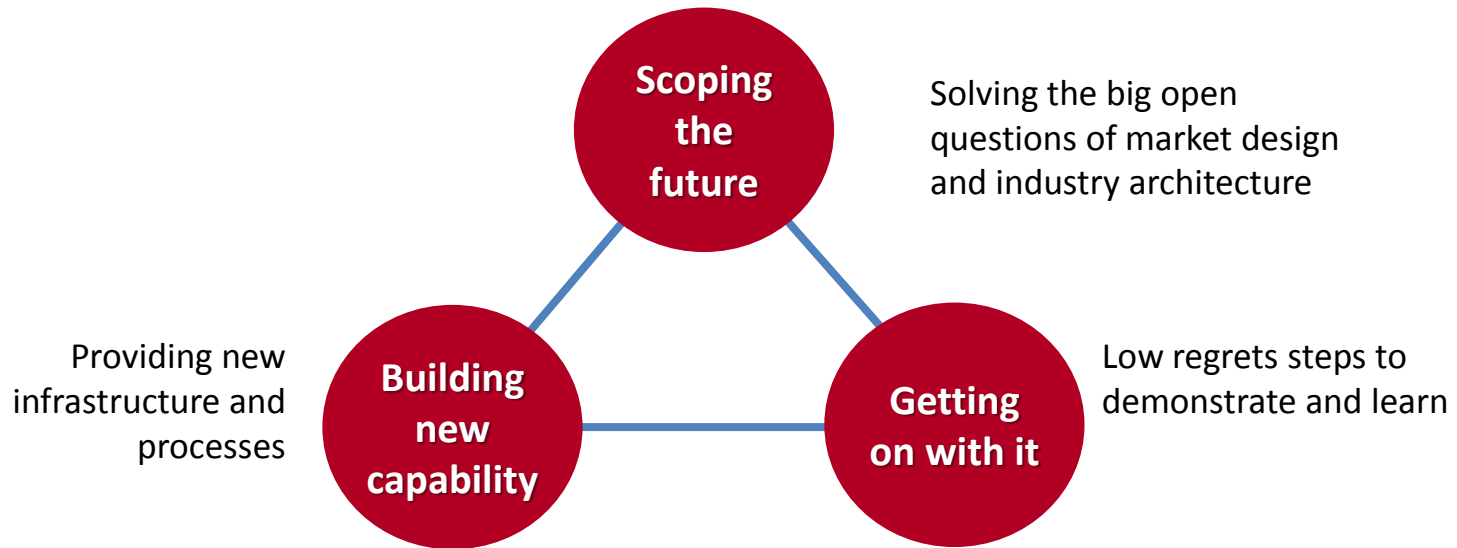 Scoping
the
future
Solving the big open
questions of market design
and industry architecture
Providing new
infrastructure and
processes
Building
new
capability
Getting
on with it
Low regrets steps to
demonstrate and learn